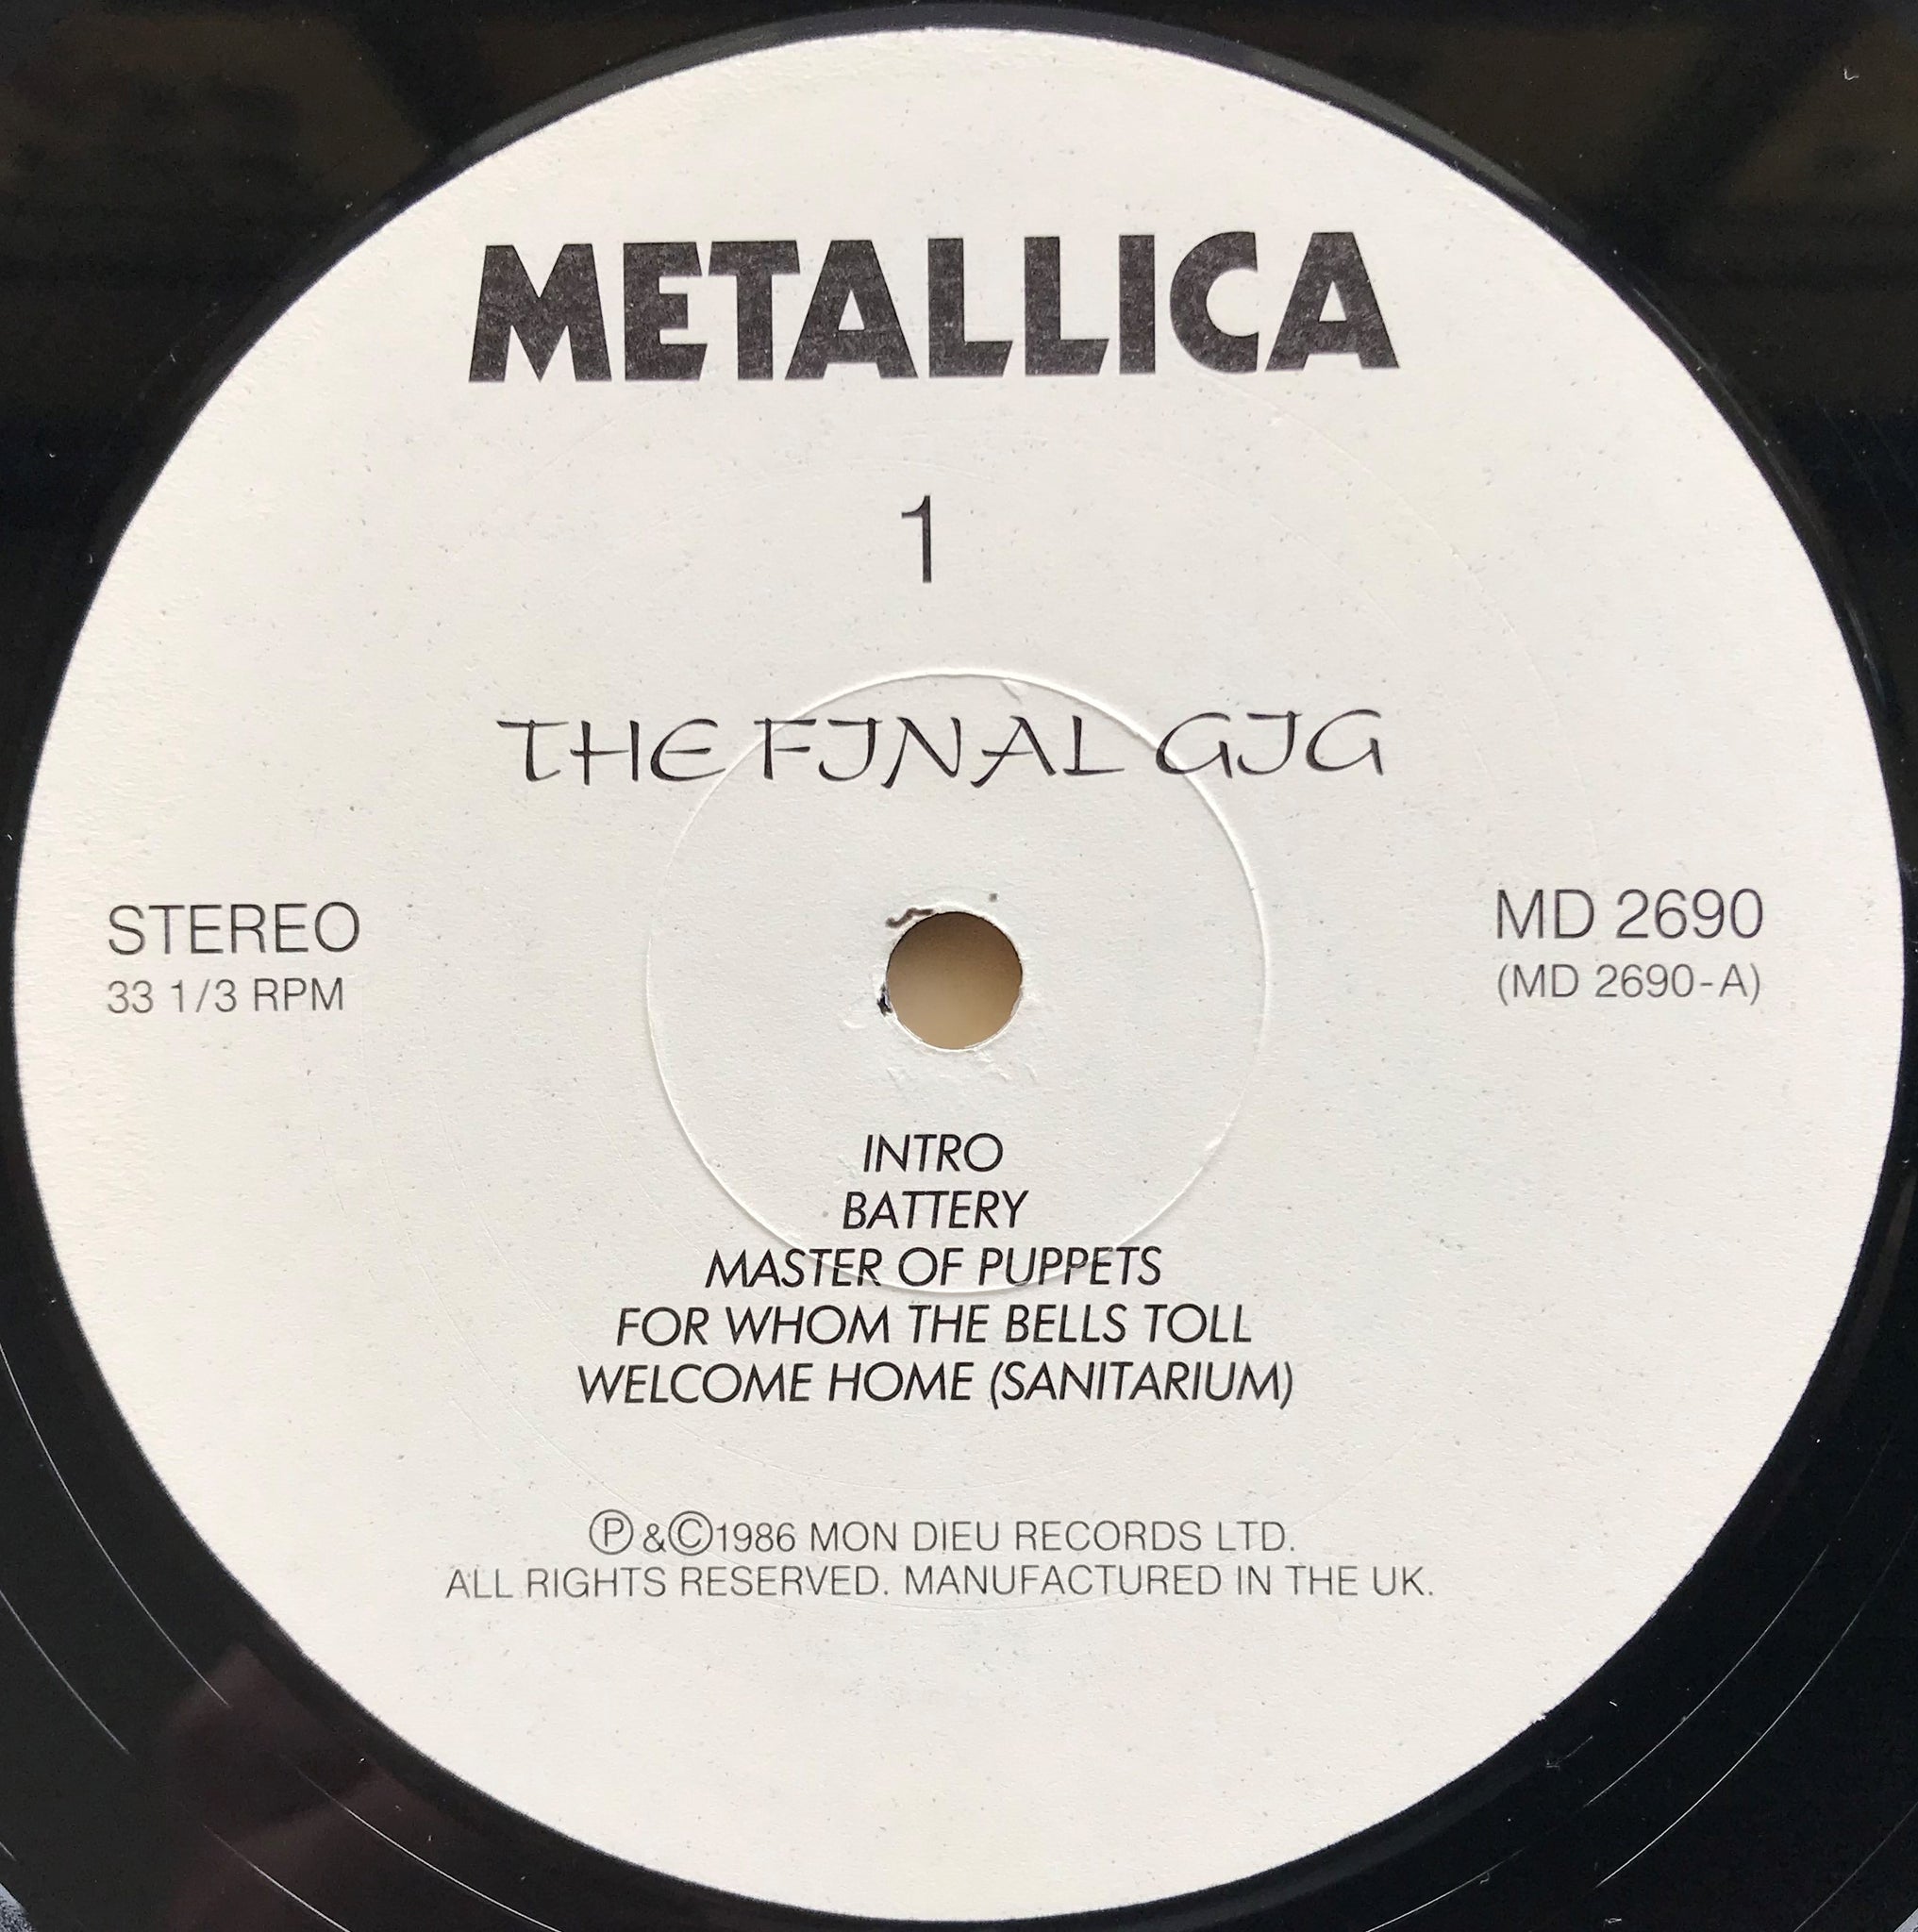 METALLICA
1
THE FINAL GIG
STEREO
33 1/3 RPM
MD 2690
(MD 2690-A)
INTRO
BATTERY
MASTER OF PUPPETS
FOR WHOM THE BELLS TOLL
WELCOME HOME (SANITARIUM)
Ⓟ &Ⓒ1986 MON DIEU RECORDS LTD.
ALL RIGHTS RESERVED. MANUFACTURED IN THE UK.